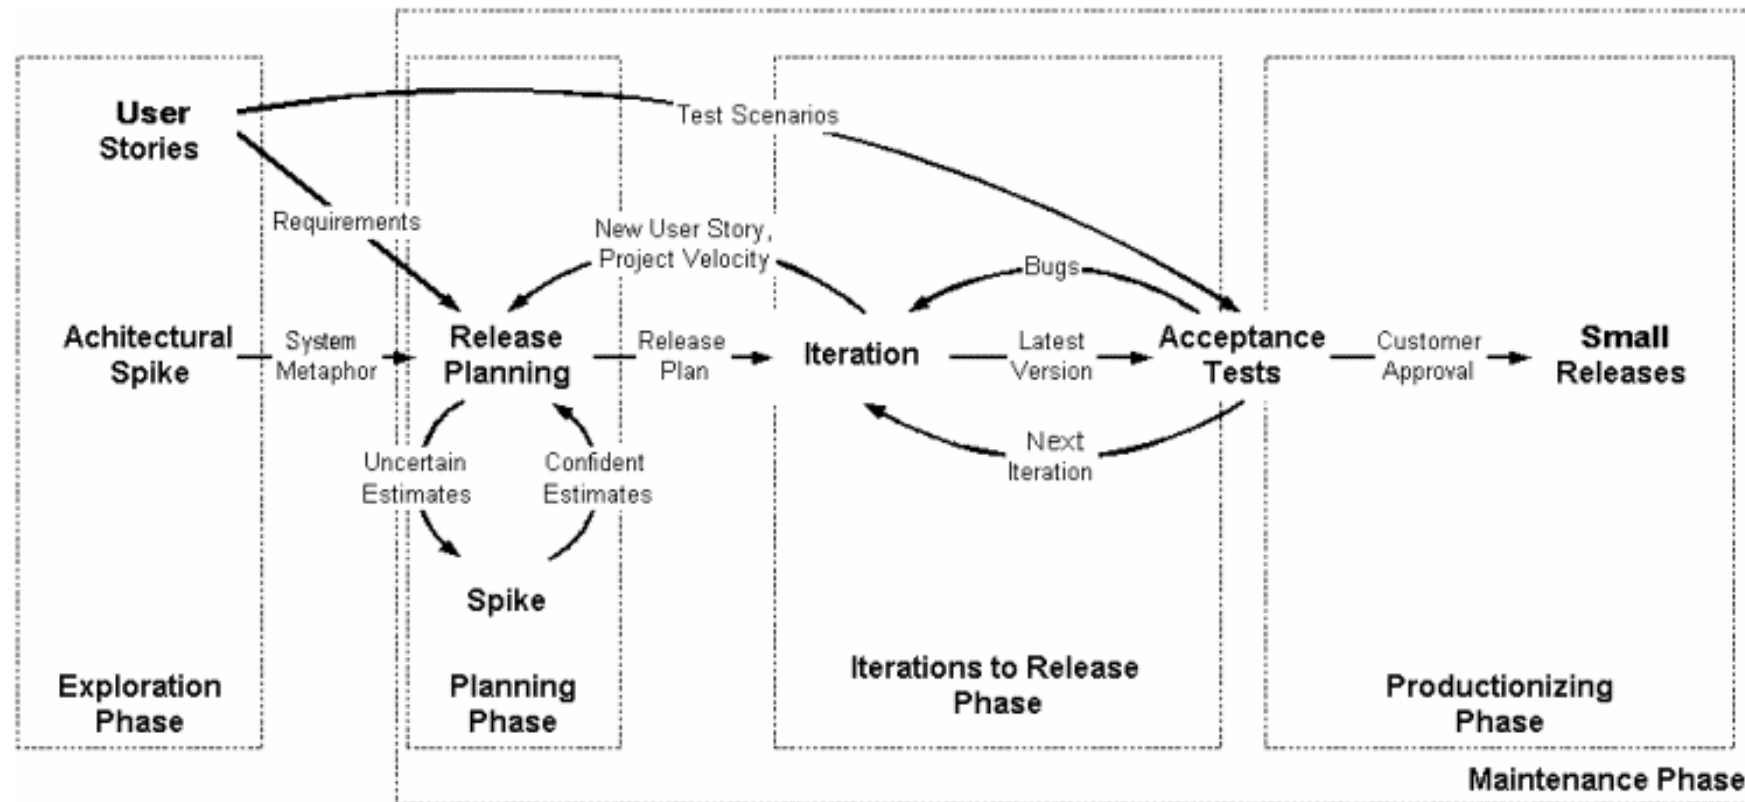 User
Stories
Test Scenarios
Requirements
New User Story,
Project Velocity
Bugs
Achitectural
Spike
System
Metaphor
Release
Planning
Release
Plan
Iteration
Latest
Version
Acceptance
Tests
Customer
Approval
Small
Releases
Uncertain
Estimates
Confident
Estimates
Next
Iteration
Spike
Exploration
Phase
Planning
Phase
Iterations to Release
Phase
Productionizing
Phase
Maintenance Phase